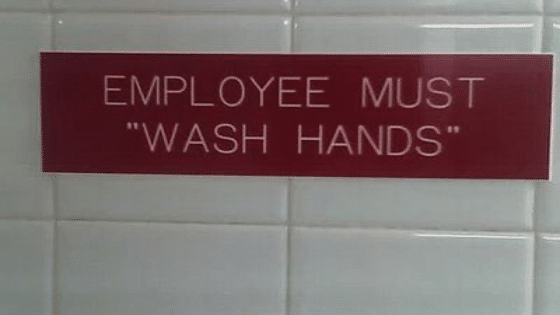 EMPLOYEE MUST
"WASH HANDS"